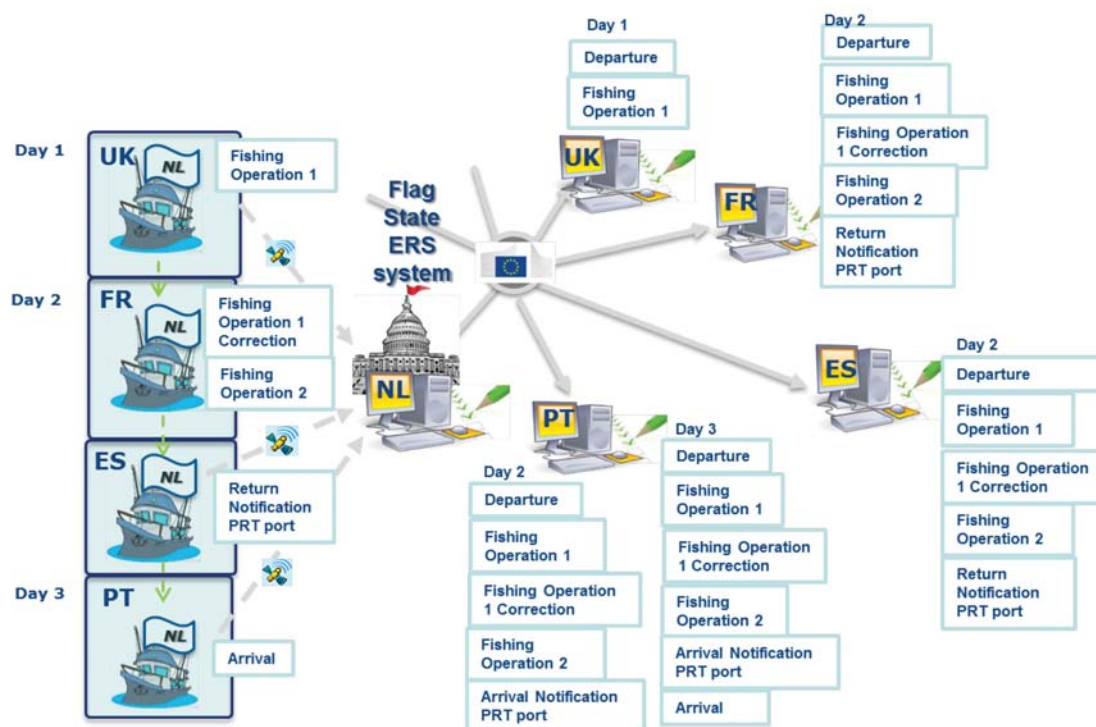 Day 1
UK
NL
Fishing
Operation 1
Day 2
FR
NL
Fishing
Operation 1
Correction
Fishing
Operation 2
ES
NL
Return
Notification
PRT port
Day 3
PT
NL
Arrival
Flag
State
ERS
system
NL
Day 1
Departure
Fishing
Operation 1
UK
Day 2
Departure
Fishing
Operation 1
Fishing Operation
1 Correction
Fishing
Operation 2
Return
Notification
PRT port
FR
Day 2
Departure
Fishing
Operation 1
Fishing Operation
1 Correction
Fishing
Operation 2
Return
Notification
PRT port
ES
PT
Day 2
Departure
Fishing
Operation 1
Fishing Operation
1 Correction
Fishing
Operation 2
Arrival Notification
PRT port
Day 3
Departure
Fishing
Operation 1
Fishing Operation
1 Correction
Fishing
Operation 2
Arrival Notification
PRT port
Arrival